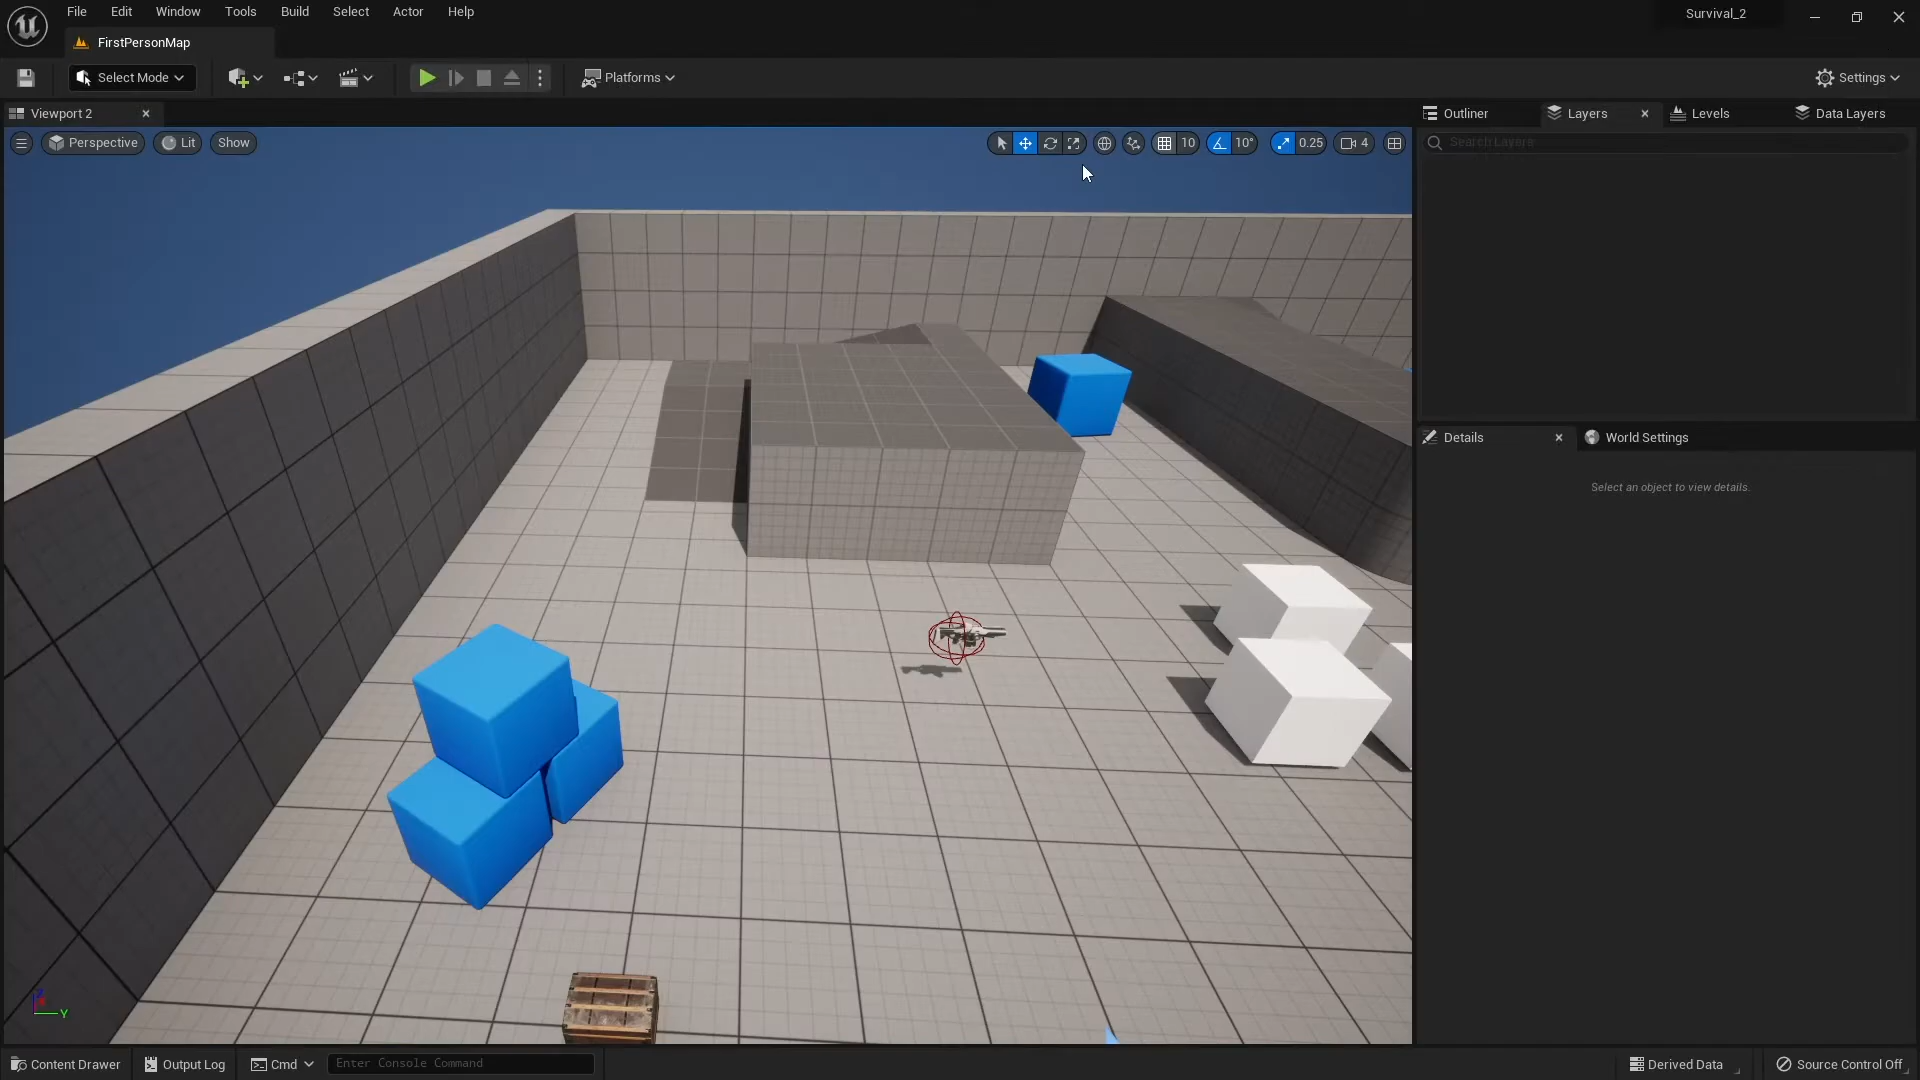 File Edit Window Tools Build Select Actor Help
Survival_2
FirstPersonMap
Select Mode
Platforms
Settings
Viewport 2
Outliner
Layers
Levels
Data Layers
Perspective
Lit
Show
10
10°
0.25
4
Search Layers
Details
World Settings
Select an object to view details.
Z
Y
Content Drawer
Output Log
Cmd
Enter Console Command
Derived Data
Source Control Off